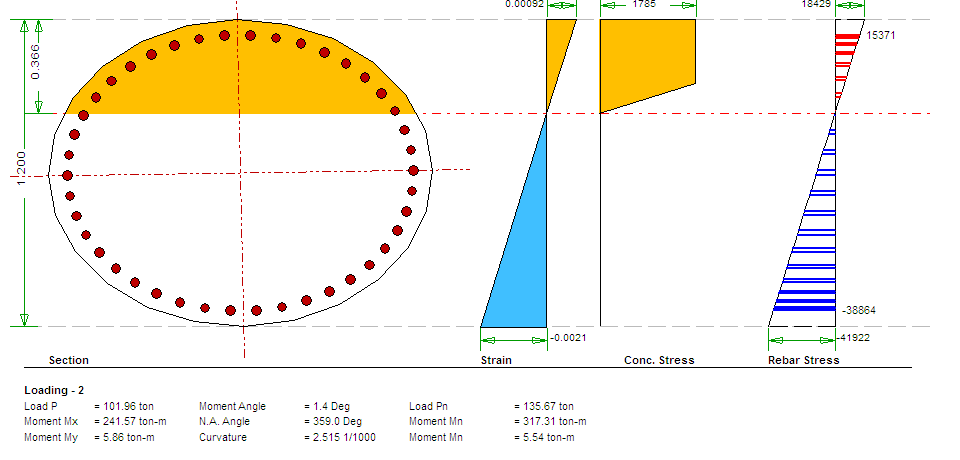 0.00092 1785 18429
15371
0.366
1.200
-38864
-0.0021 -41922
Section Strain Conc. Stress Rebar Stress
Loading - 2
Load P = 101.96 ton Moment Angle = 1.4 Deg Load Pn = 135.67 ton
Moment Mx = 241.57 ton-m N.A. Angle = 359.0 Deg Moment Mn = 317.31 ton-m
Moment My = 5.86 ton-m Curvature = 2.515 1/1000 Moment Mn = 5.54 ton-m